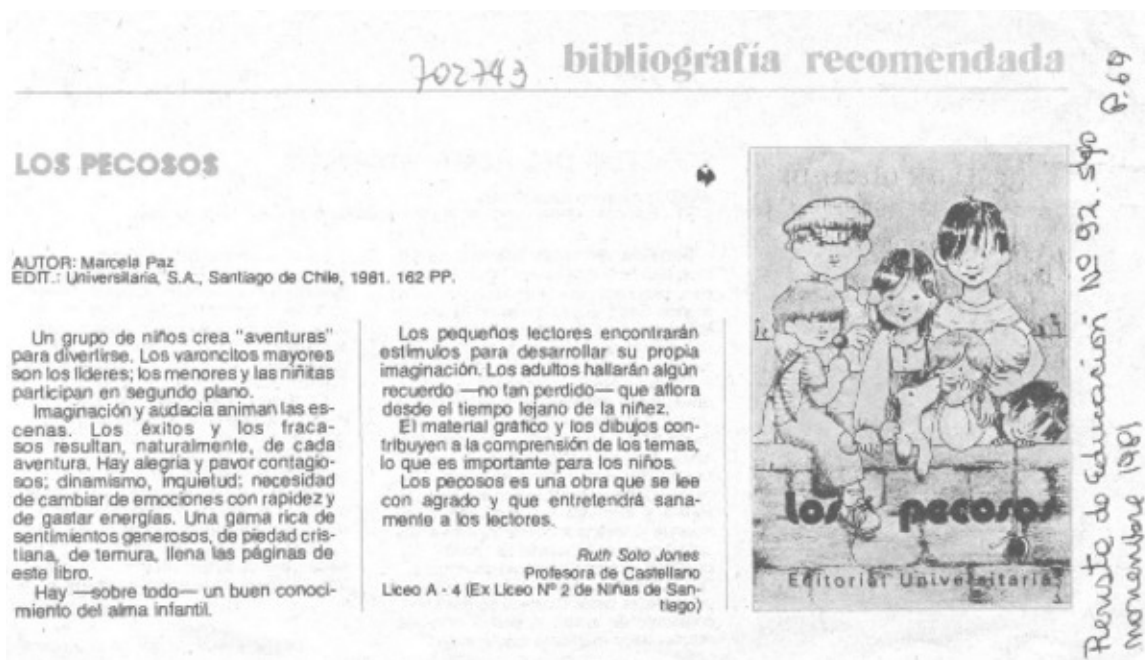 702743
bibliografía recomendada
LOS PECOSOS
AUTOR: Marcela Paz
EDIT.: Universitaria, S.A., Santiago de Chile, 1981. 162 PP.
Un grupo de niños crea "aventuras"
para divertirse. Los varoncitos mayores
son los líderes; los menores y las niñitas
participan en segundo plano.
Imaginación y audacia animan las es-
cenas. Los éxitos y los fraca-
sos resultan, naturalmente, de cada
aventura. Hay alegría y pavor contagio-
sos; dinamismo, inquietud; necesidad
de cambiar de emociones con rapidez y
de gastar energías. Una gama rica de
sentimientos generosos, de piedad cris-
tiana, de ternura, llena las páginas de
este libro.
Hay —sobre todo— un buen conoci-
miento del alma infantil.
Los pequeños lectores encontrarán
estímulos para desarrollar su propia
imaginación. Los adultos hallarán algún
recuerdo —no tan perdido— que aflora
desde el tiempo lejano de la niñez.
El material gráfico y los dibujos con-
tribuyen a la comprensión de los temas,
lo que es importante para los niños.
Los pecosos es una obra que se lee
con agrado y que entretendrá sana-
mente a los lectores.
Ruth Soto Jones
Profesora de Castellano
Liceo A - 4 (Ex Liceo Nº 2 de Niñas de San-
tiago)
los pecosos
Editorial Universitaria
Revista de Educación Nº 92. Sep
1981 P.69